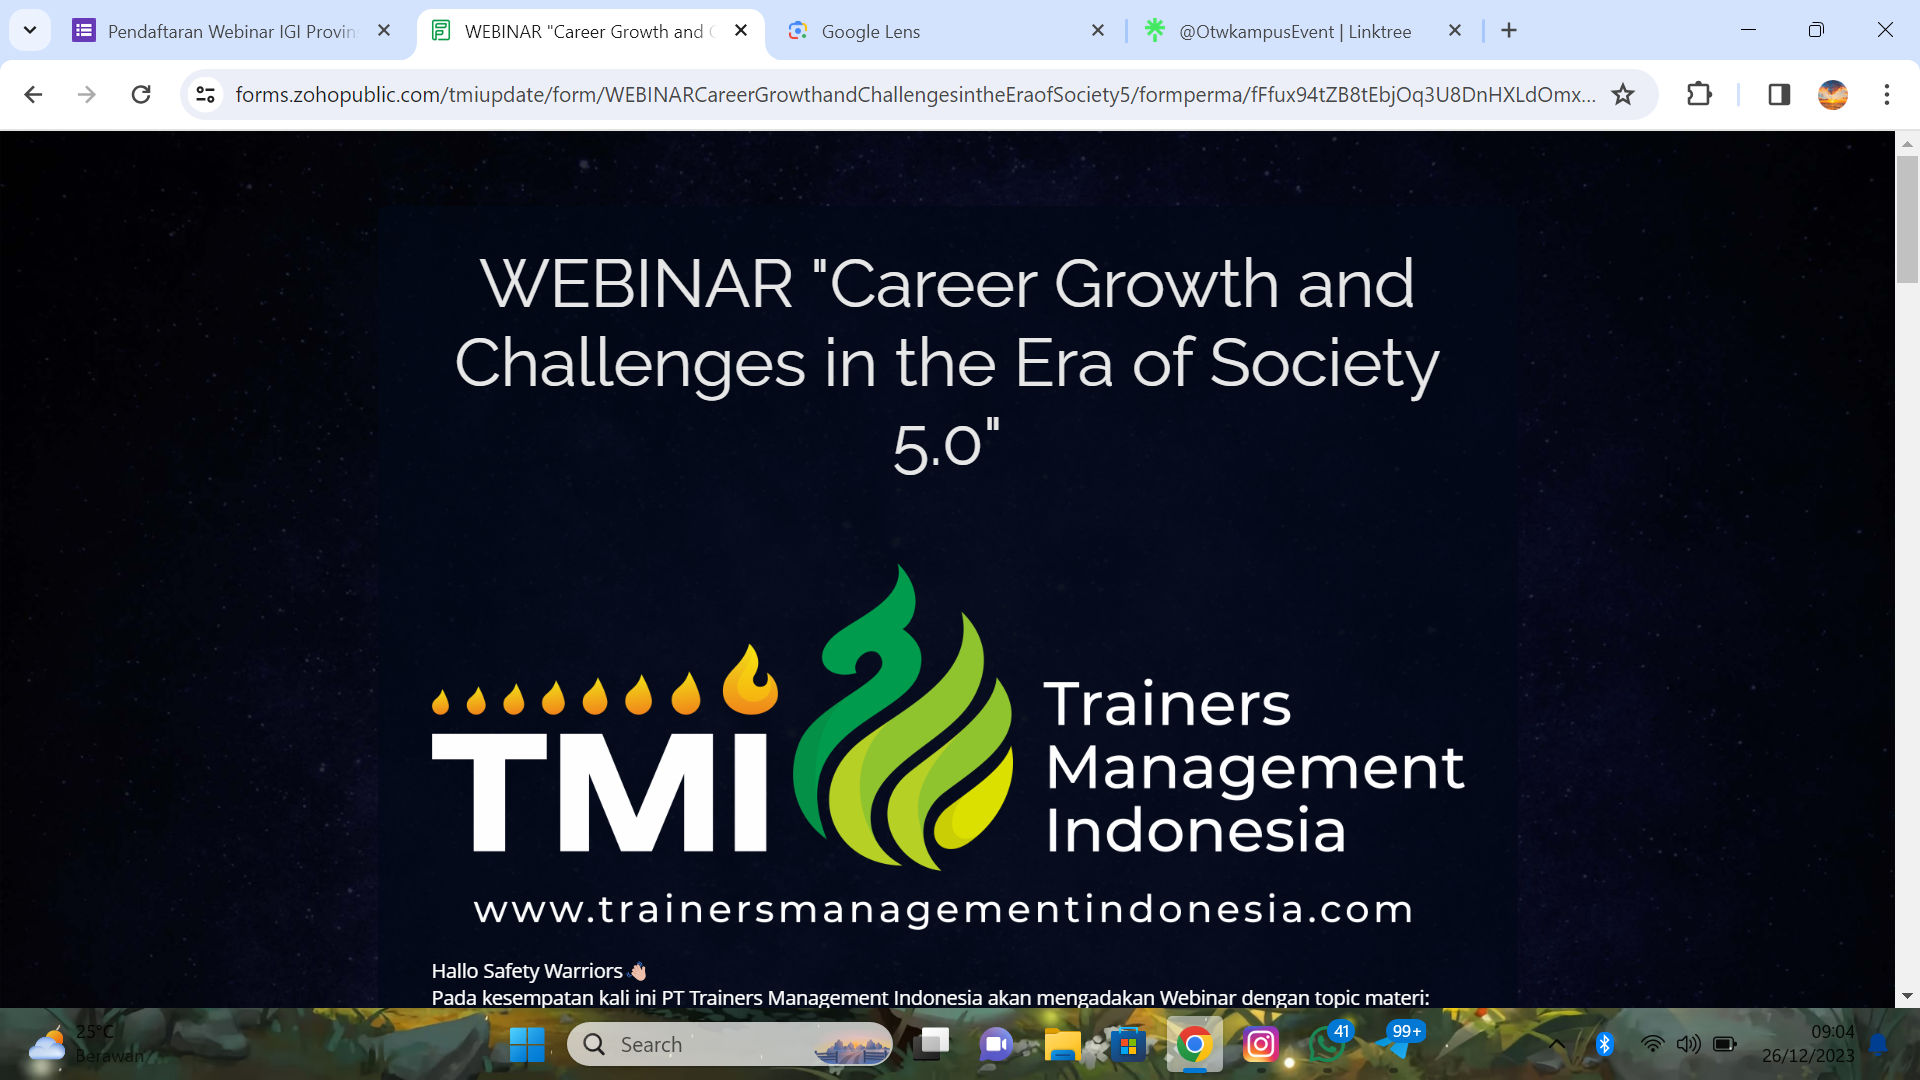 Pendaftaran Webinar IGI Provin
WEBINAR "Career Growth and C
Google Lens
@OtwkampusEvent | Linktree
forms.zohopublic.com/tmiupdate/form/WEBINARCareerGrowthandChallengesintheEraofSociety5/formperma/fFfux94tZB8tEbjOq3U8DnHXLdOmx...
WEBINAR "Career Growth and
Challenges in the Era of Society
5.0"
TMI
Trainers
Management
Indonesia
www.trainersmanagementindonesia.com
Hallo Safety Warriors
Pada kesempatan kali ini PT Trainers Management Indonesia akan mengadakan Webinar dengan topic materi:
25°C
Berawan
Search
41
99+
09:04
26/12/2023